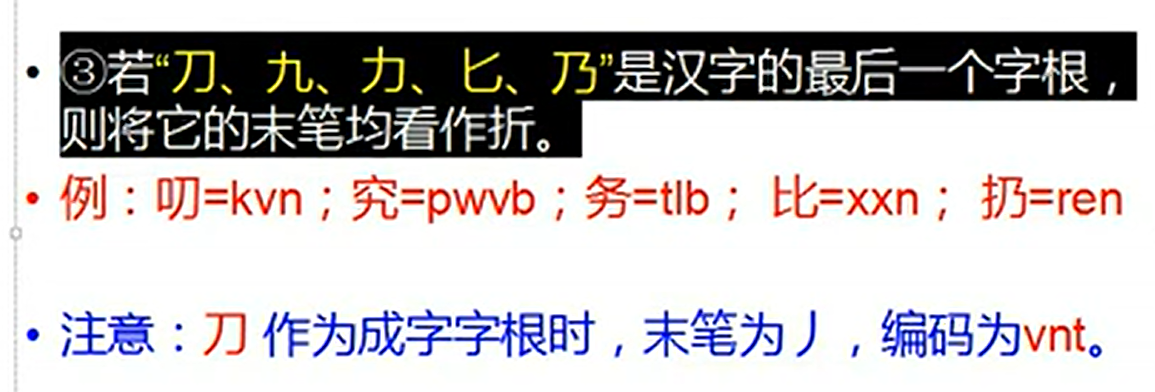 • ③若“刀、九、力、匕、乃”是汉字的最后一个字根，
则将它的末笔均看作折。
• 例：叨=kvn；究=pwvb；务=tlb； 比=xxn； 扔=ren
• 注意：刀 作为成字字根时，末笔为丿，编码为vnt。